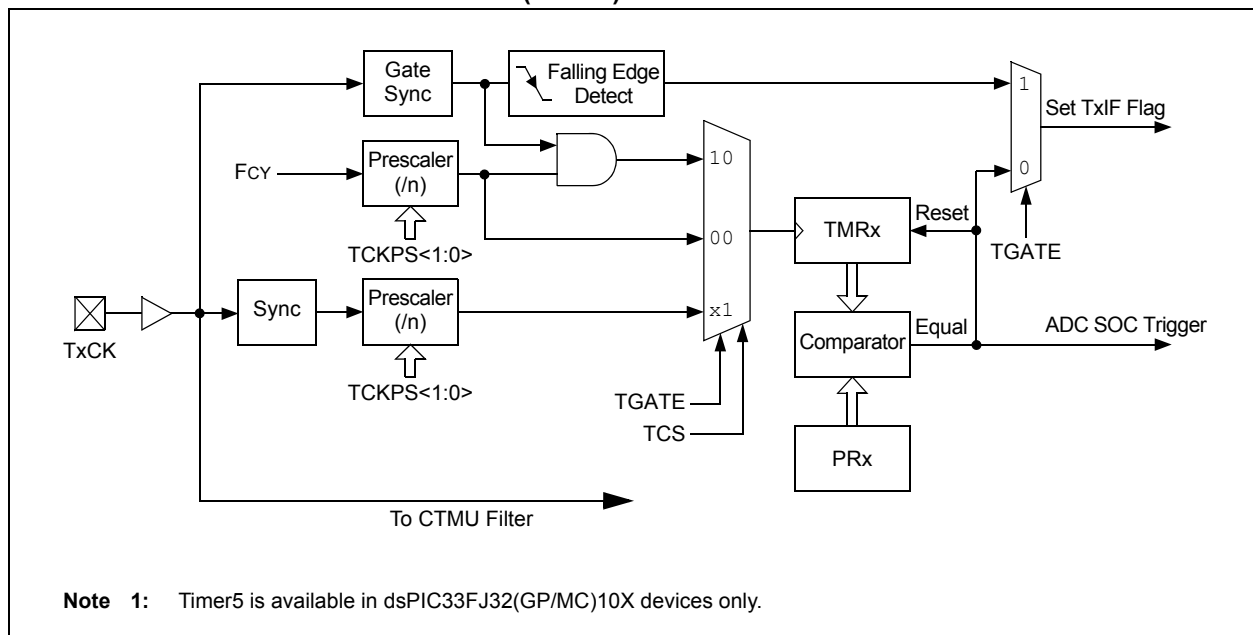 Gate
Sync
Falling Edge
Detect
1
Set TxIF Flag
FCY
Prescaler
(/n)
10
0
TCKPS<1:0>
00
TMRx
Reset
TGATE
Sync
Prescaler
(/n)
x1
Comparator
Equal
ADC SOC Trigger
TxCK
TCKPS<1:0>
TGATE
TCS
PRx
To CTMU Filter
Note 1: Timer5 is available in dsPIC33FJ32(GP/MC)10X devices only.